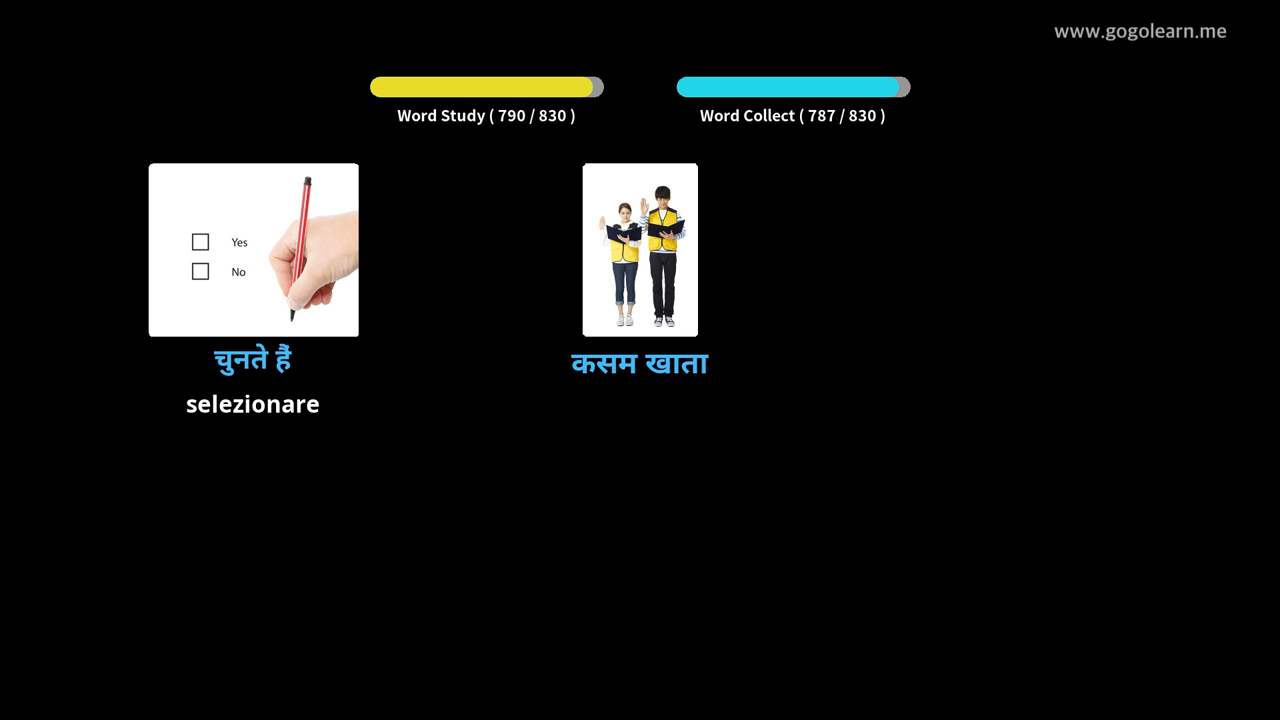 www.gogolearn.me
Word Study ( 790 / 830 )
Word Collect ( 787 / 830 )
Yes
No
चुनते हैं
कसम खाता
selezionare